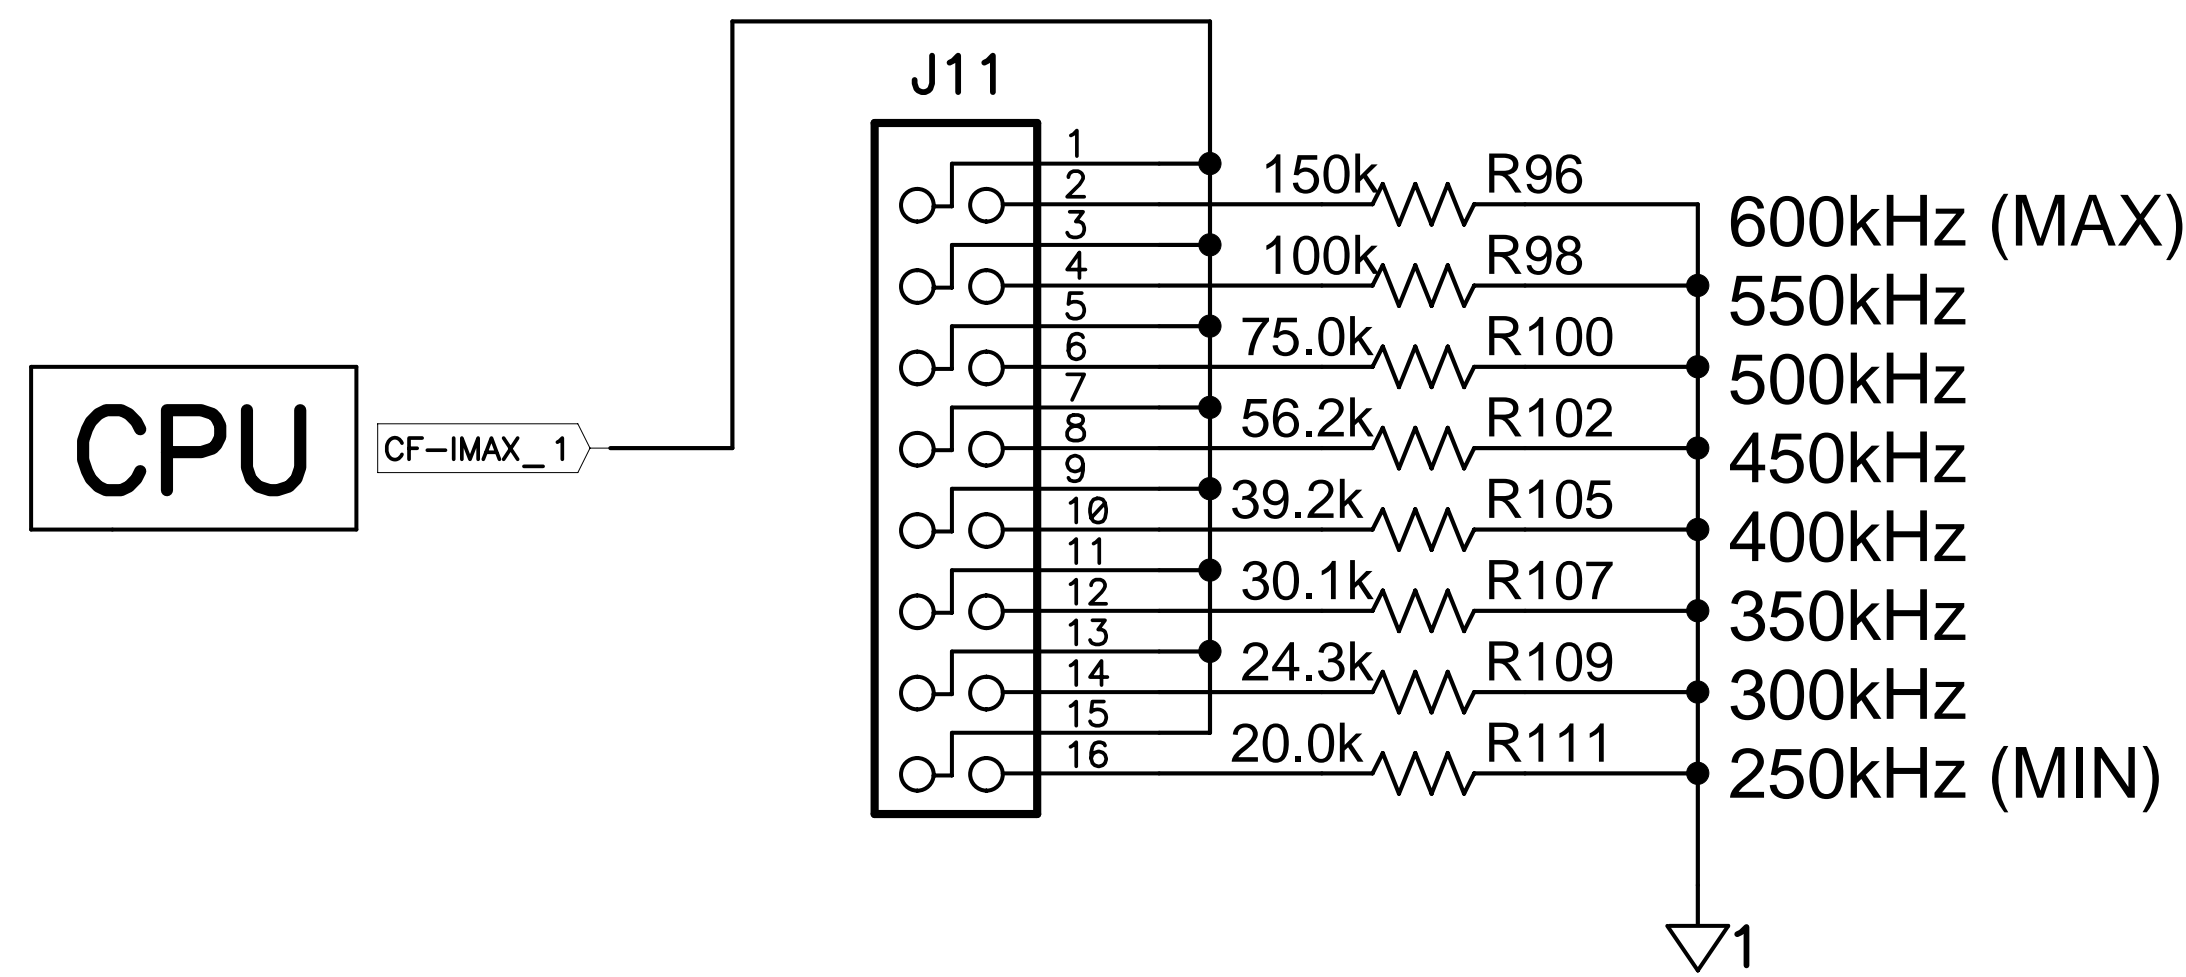 J11
1
2
150k R96
600kHz (MAX)
3
4
100k R98
550kHz
5
6
75.0k R100
500kHz
7
8
56.2k R102
450kHz
CPU
CF-IMAX_1
9
10
39.2k R105
400kHz
11
12
30.1k R107
350kHz
13
14
24.3k R109
300kHz
15
16
20.0k R111
250kHz (MIN)
1